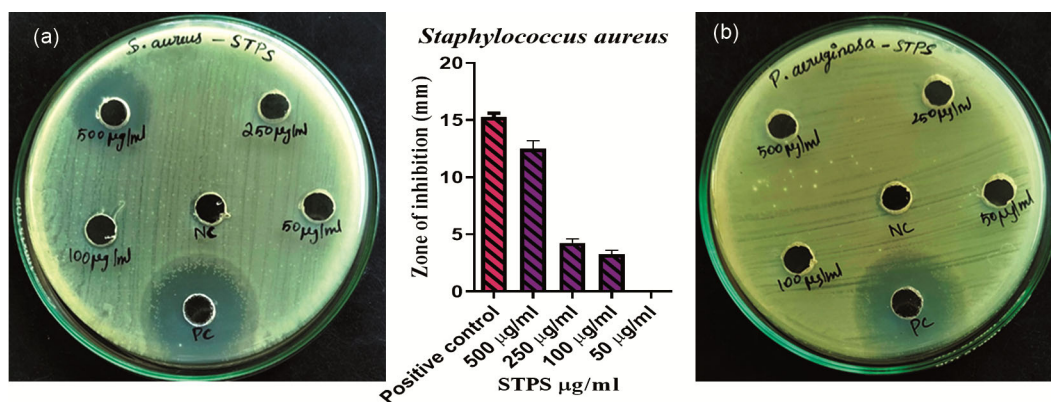 (a)
S. aureus - STPS
500 µg/ml
250 µg/ml
100 µg/ml
NC
50 µg/ml
PC
Staphylococcus aureus
Zone of inhibition (mm)
20
15
10
5
0
Positive control
500 µg/ml
250 µg/ml
100 µg/ml
50 µg/ml
STPS µg/ml
(b)
P. aeruginosa - STPS
500 µg/ml
250 µg/ml
100 µg/ml
NC
50 µg/ml
PC